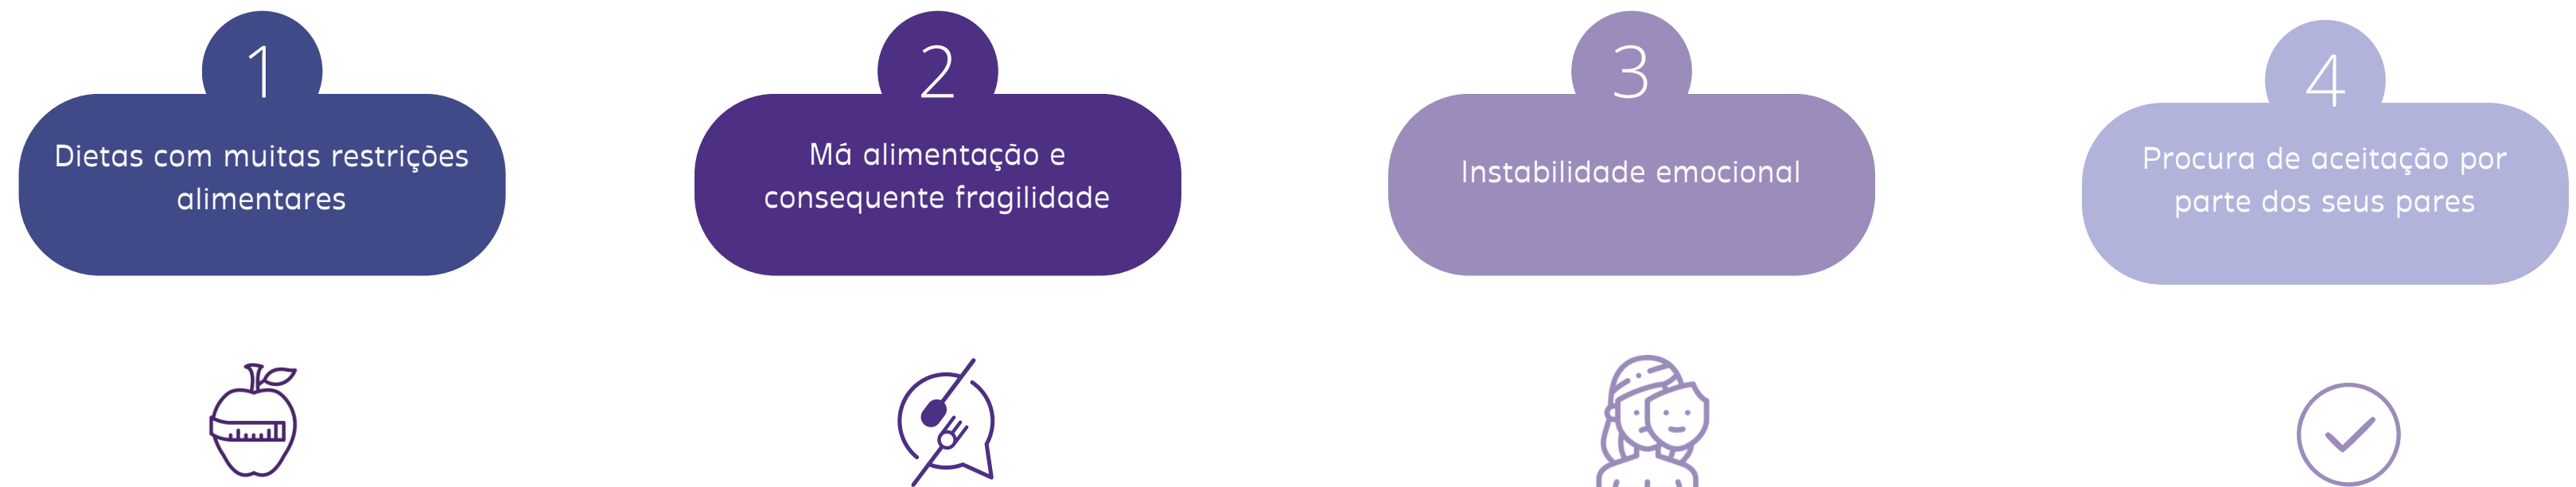 1
Dietas com muitas restrições
alimentares
2
Má alimentação e
consequente fragilidade
3
Instabilidade emocional
4
Procura de aceitação por
parte dos seus pares